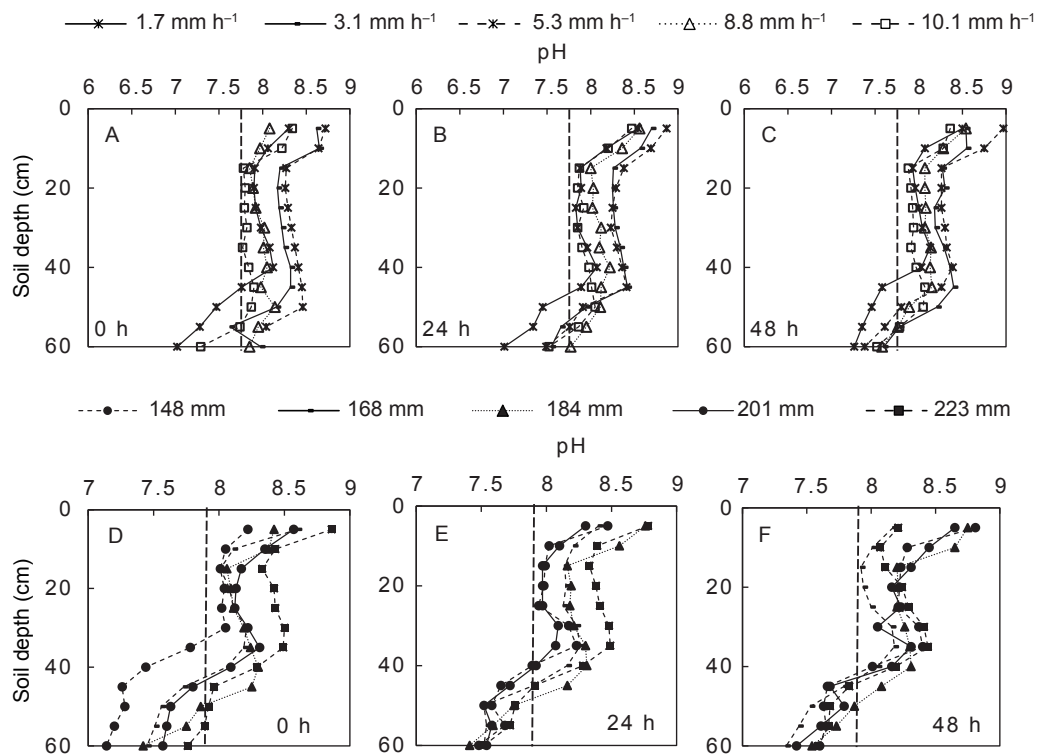 1.7 mm h⁻¹ 3.1 mm h⁻¹ 5.3 mm h⁻¹ 8.8 mm h⁻¹ 10.1 mm h⁻¹
pH
6 6.5 7 7.5 8 8.5 9 6 6.5 7 7.5 8 8.5 9 6 6.5 7 7.5 8 8.5 9
0
A B C
20
Soil depth (cm)
40
0 h 24 h 48 h
60
148 mm 168 mm 184 mm 201 mm 223 mm
pH
7 7.5 8 8.5 9 7 7.5 8 8.5 9 7 7.5 8 8.5 9
0
D E F
20
Soil depth (cm)
40
0 h 24 h 48 h
60